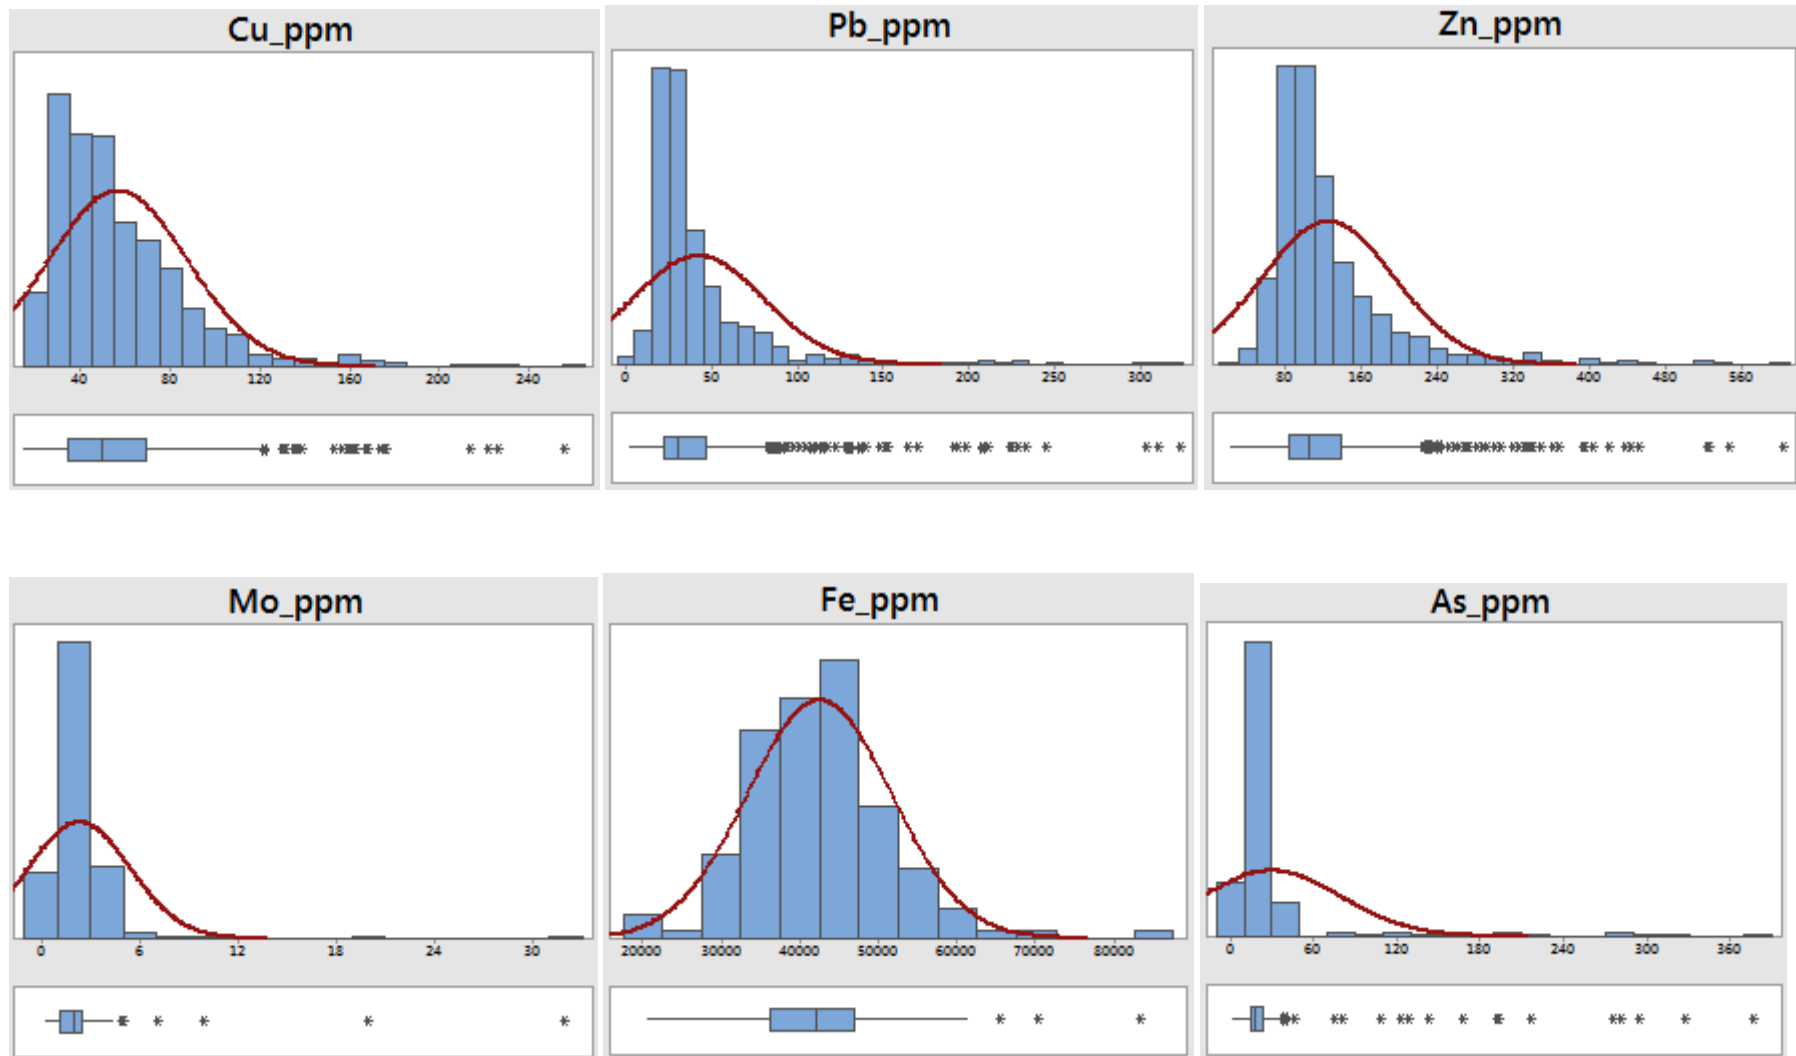 Cu_ppm
40 80 120 160 200 240
Pb_ppm
0 50 100 150 200 250 300
Zn_ppm
80 160 240 320 400 480 560
Mo_ppm
0 6 12 18 24 30
Fe_ppm
20000 30000 40000 50000 60000 70000 80000
As_ppm
0 60 120 180 240 300 360